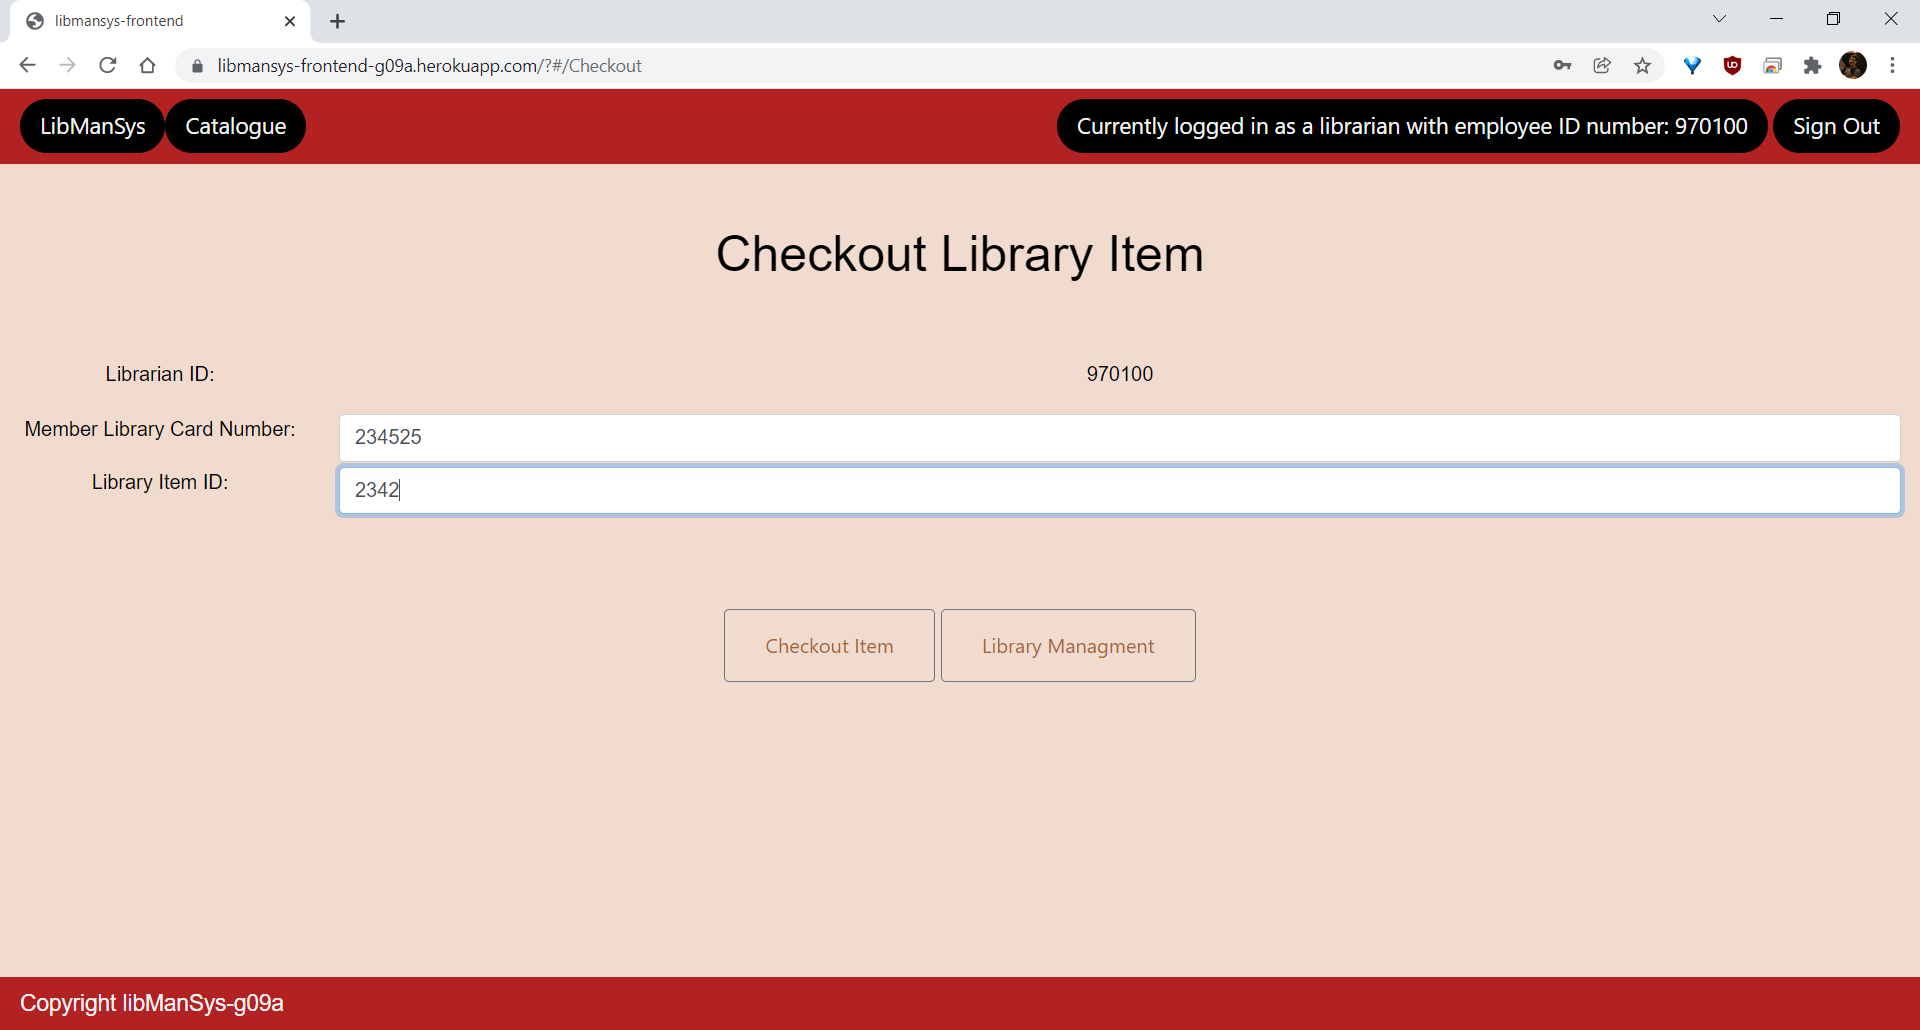 libmansys-frontend
libmansys-frontend-g09a.herokuapp.com/?#/Checkout
LibManSys Catalogue Currently logged in as a librarian with employee ID number: 970100 Sign Out
Checkout Library Item
Librarian ID: 970100
Member Library Card Number: 234525
Library Item ID: 2342
Checkout Item Library Managment
Copyright libManSys-g09a